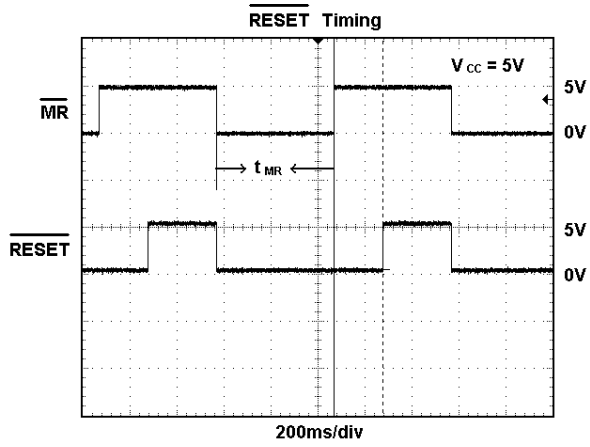 RESET Timing
V CC = 5V
5V
MR
0V
t MR
5V
RESET
0V
200ms/div